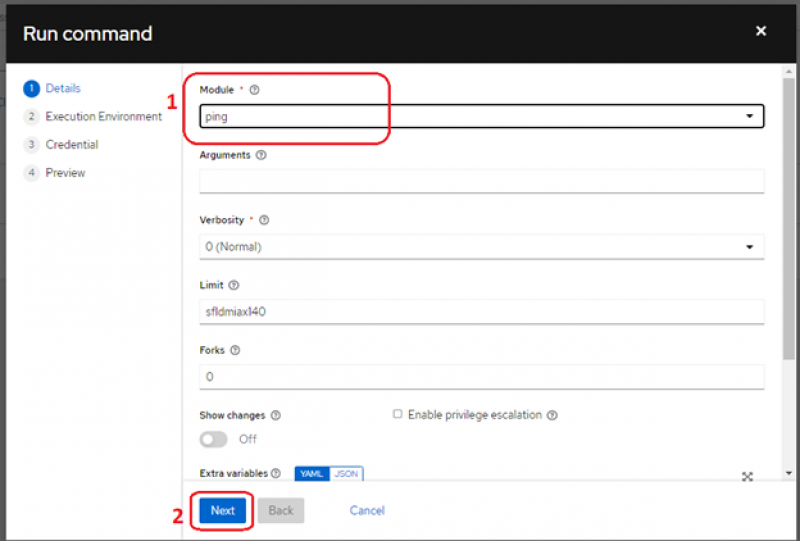 Run command
1 Details
2 Execution Environment
3 Credential
4 Preview
1
Module *
ping
Arguments
Verbosity *
0 (Normal)
Limit
sfldmiax140
Forks
0
Show changes
Enable privilege escalation
Off
Extra variables YAML JSON
2
Next Back Cancel